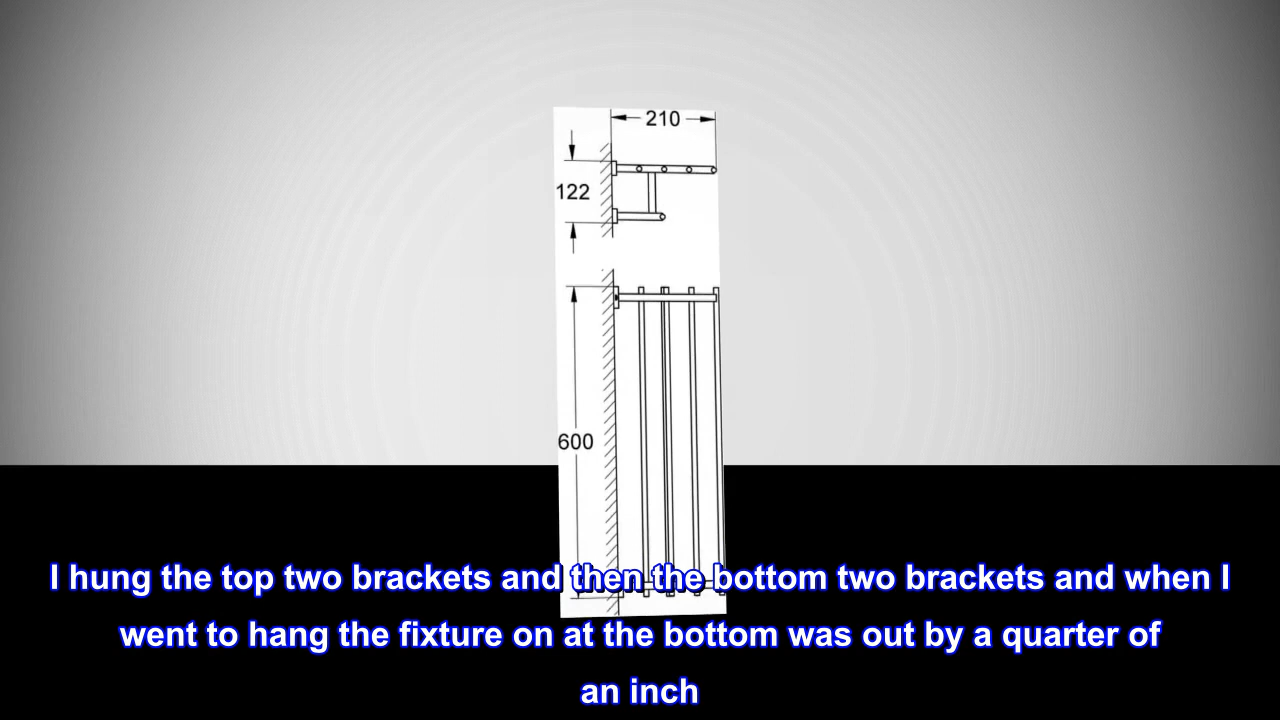 210
122
600
I hung the top two brackets and then the bottom two brackets and when I
went to hang the fixture on at the bottom was out by a quarter of
an inch